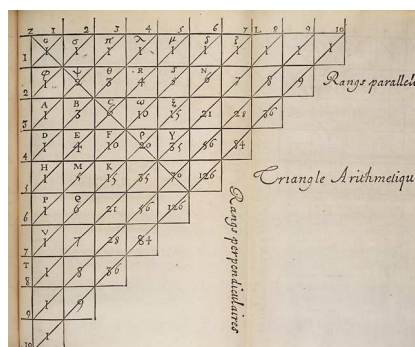 Z 1 2 3 4 5 6 7 L 8 9 10
G σ π λ μ δ ζ
1 1 1 1 1 1 1 1 1 1 1
φ ψ θ R S N
2 1 2 3 4 5 6 7 8 9 Rangs paralleles
A B C ω ξ
3 1 3 6 10 15 21 28 36
D E F ρ Y
4 1 4 10 20 35 56 84
H M K
5 1 5 15 35 70 126
P Q
6 1 6 21 56 126
V
7 1 7 28 84
T
8 1 8 36
9 1 9
10 1
Triangle Arithmetique
Rangs perpendiculaires